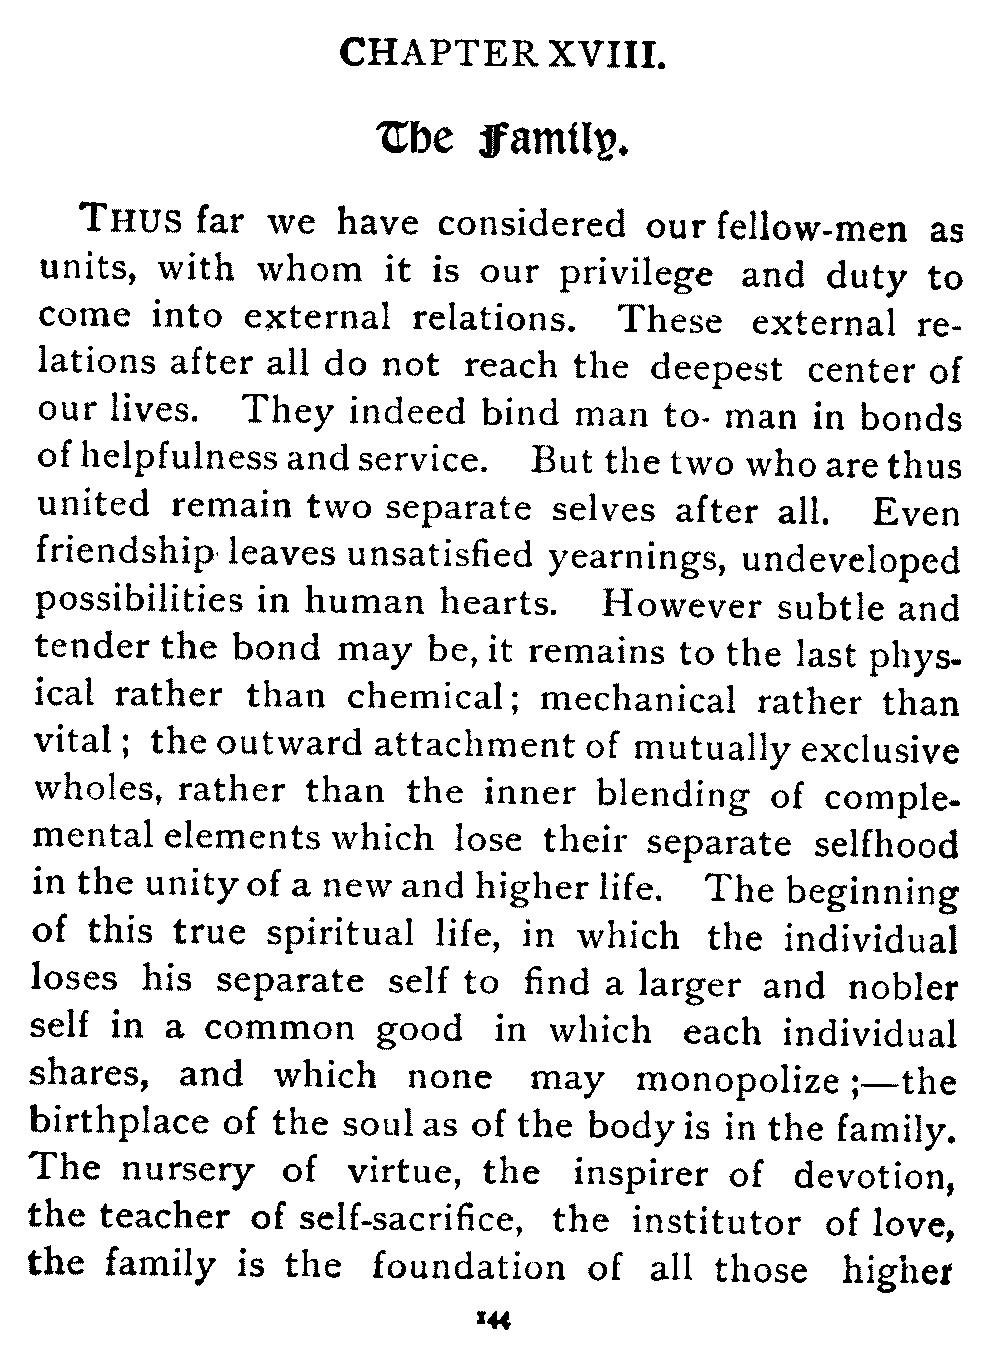 CHAPTER XVIII.
The Family.
THUS far we have considered our fellow-men as
units, with whom it is our privilege and duty to
come into external relations. These external re-
lations after all do not reach the deepest center of
our lives. They indeed bind man to- man in bonds
of helpfulness and service. But the two who are thus
united remain two separate selves after all. Even
friendship leaves unsatisfied yearnings, undeveloped
possibilities in human hearts. However subtle and
tender the bond may be, it remains to the last phys-
ical rather than chemical; mechanical rather than
vital; the outward attachment of mutually exclusive
wholes, rather than the inner blending of comple-
mental elements which lose their separate selfhood
in the unity of a new and higher life. The beginning
of this true spiritual life, in which the individual
loses his separate self to find a larger and nobler
self in a common good in which each individual
shares, and which none may monopolize;—the
birthplace of the soul as of the body is in the family.
The nursery of virtue, the inspirer of devotion,
the teacher of self-sacrifice, the institutor of love,
the family is the foundation of all those higher
144